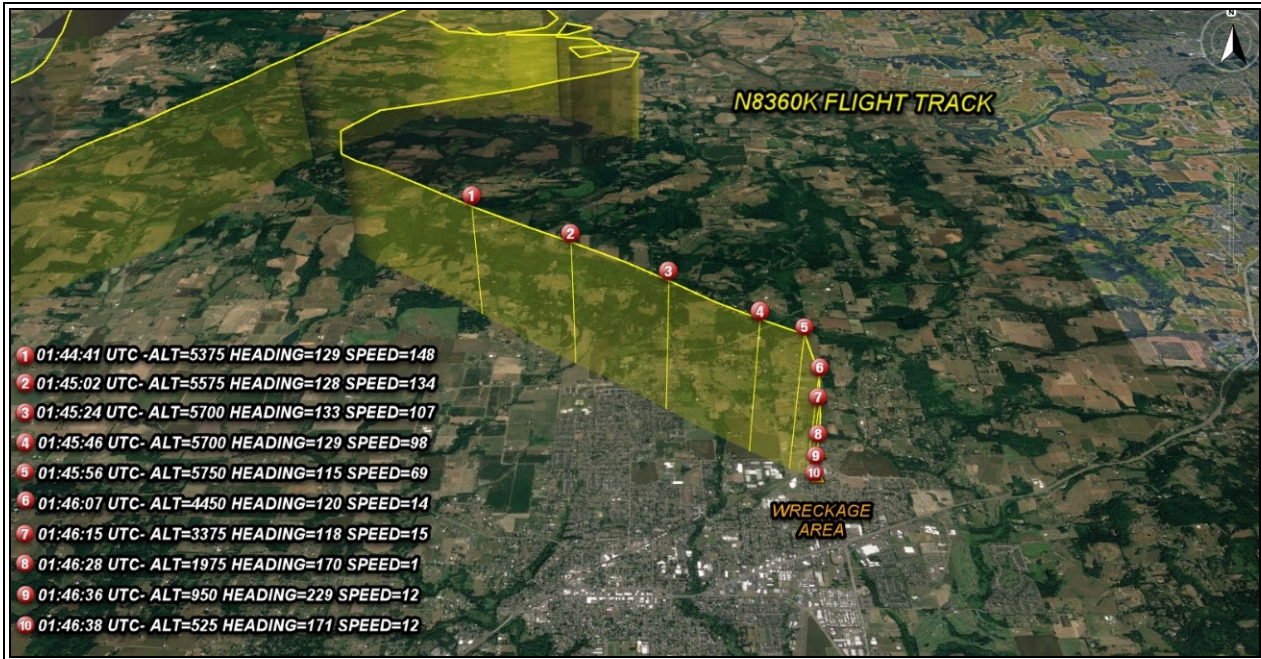 N
N8360K FLIGHT TRACK
1
2
3
4
5
6
7
8
9
10
WRECKAGE
AREA
1 01:44:41 UTC -ALT=5375 HEADING=129 SPEED=148
2 01:45:02 UTC- ALT=5575 HEADING=128 SPEED=134
3 01:45:24 UTC- ALT=5700 HEADING=133 SPEED=107
4 01:45:46 UTC- ALT=5700 HEADING=129 SPEED=98
5 01:45:56 UTC- ALT=5750 HEADING=115 SPEED=69
6 01:46:07 UTC- ALT=4450 HEADING=120 SPEED=14
7 01:46:15 UTC- ALT=3375 HEADING=118 SPEED=15
8 01:46:28 UTC- ALT=1975 HEADING=170 SPEED=1
9 01:46:36 UTC- ALT=950 HEADING=229 SPEED=12
10 01:46:38 UTC- ALT=525 HEADING=171 SPEED=12